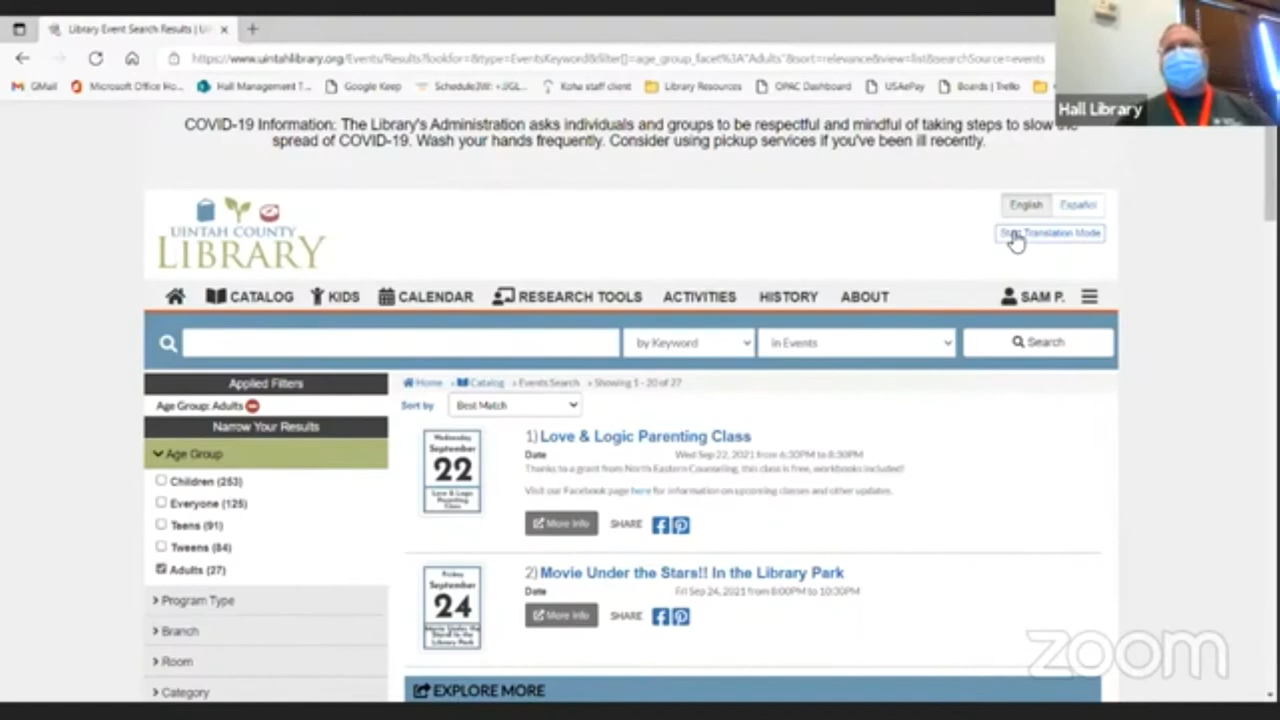 Library Event Search Results | Ui
https://www.uintahlibrary.org/Events/Results?lookfor=&type=EventsKeyword&filter[]=age_group_facet%3A"Adults"&sort=relevance&view=list&searchSource=events
GMail Microsoft Office Ho... Hall Management T... Google Keep Koha staff client Library Resources OPAC Dashboard USAePay Boards | Trello
Hall Library
COVID-19 Information: The Library's Administration asks individuals and groups to be respectful and mindful of taking steps to slow the
spread of COVID-19. Wash your hands frequently. Consider using pickup services if you've been ill recently.
UINTAH COUNTY
LIBRARY
English Español
Start Translation Mode
CATALOG KIDS CALENDAR RESEARCH TOOLS ACTIVITIES HISTORY ABOUT SAM P.
by Keyword in Events Search
Applied Filters
Age Group: Adults
Narrow Your Results
Age Group
Children (253)
Everyone (125)
Teens (91)
Tweens (84)
Adults (27)
Program Type
Branch
Room
Category
Home » Catalog » Events Search » Showing 1 - 20 of 27
Sort by Best Match
Wednesday
September
22
Love & Logic
Parenting
Class
1) Love & Logic Parenting Class
Date Wed Sep 22, 2021 from 6:30PM to 8:30PM
Thanks to a grant from North Eastern Counseling, this class is free, workbooks included!!
Visit our Facebook page here for information on upcoming classes and other updates.
More Info SHARE
Friday
September
24
Movie Under the
Stars!! In the
Library Park
2) Movie Under the Stars!! In the Library Park
Date Fri Sep 24, 2021 from 8:00PM to 10:30PM
More Info SHARE
EXPLORE MORE
zoom